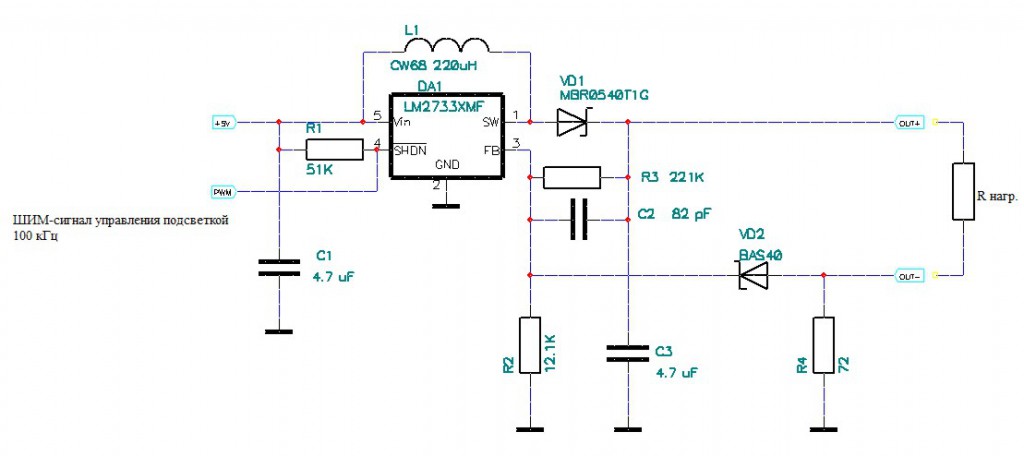 L1
CW68 220uH
DA1
LM2733XMF
VD1
MBR0540T1G
+5V
5
Vin
SW
1
OUT+
R1
51K
4
SHDN
FB
3
GND
2
R3 221K
PWM
R нагр.
ШИМ-сигнал управления подсветкой
100 кГц
C2 82 pF
VD2
BAS40
C1
4.7 uF
OUT-
R2
12.1K
C3
4.7 uF
R4
72